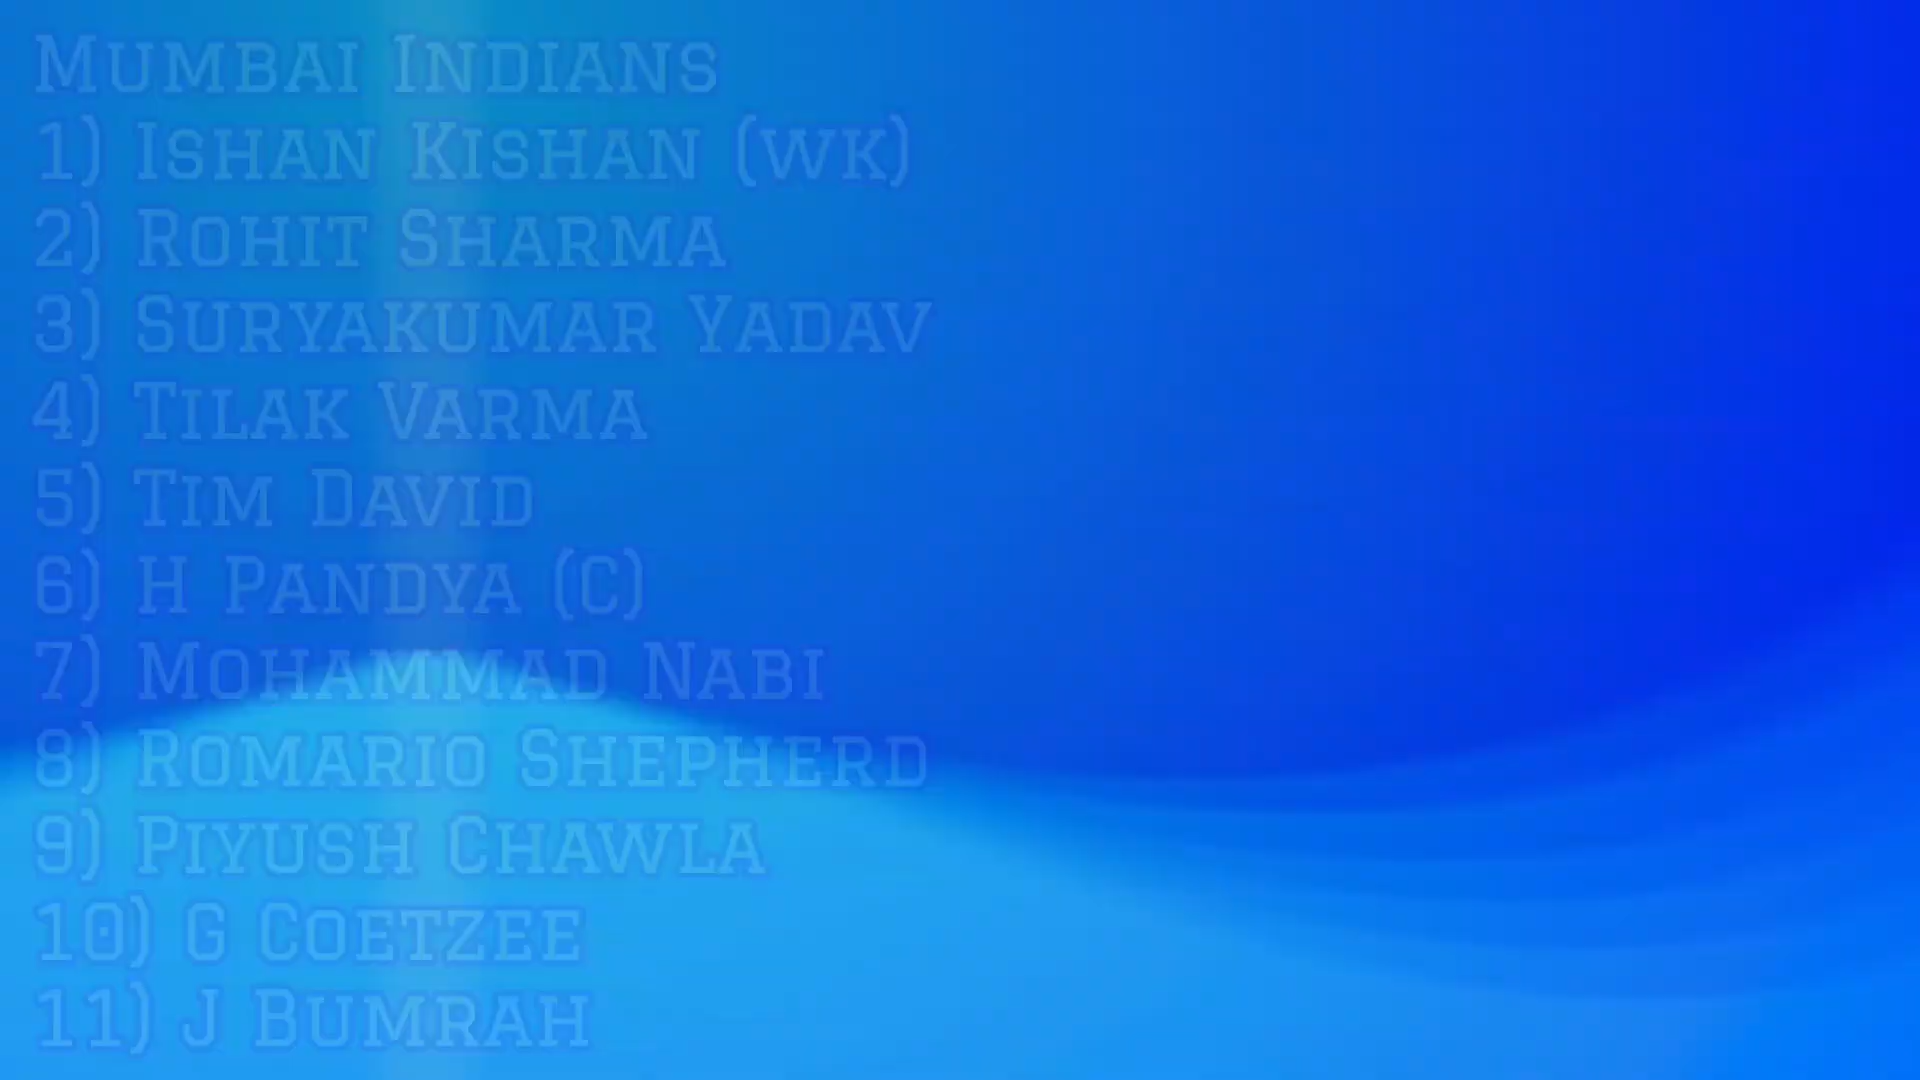 Mumbai Indians
1) Ishan Kishan (wk)
2) Rohit Sharma
3) Suryakumar Yadav
4) Tilak Varma
5) Tim David
6) H Pandya (C)
7) Mohammad Nabi
8) Romario Shepherd
9) Piyush Chawla
10) G Coetzee
11) J Bumrah